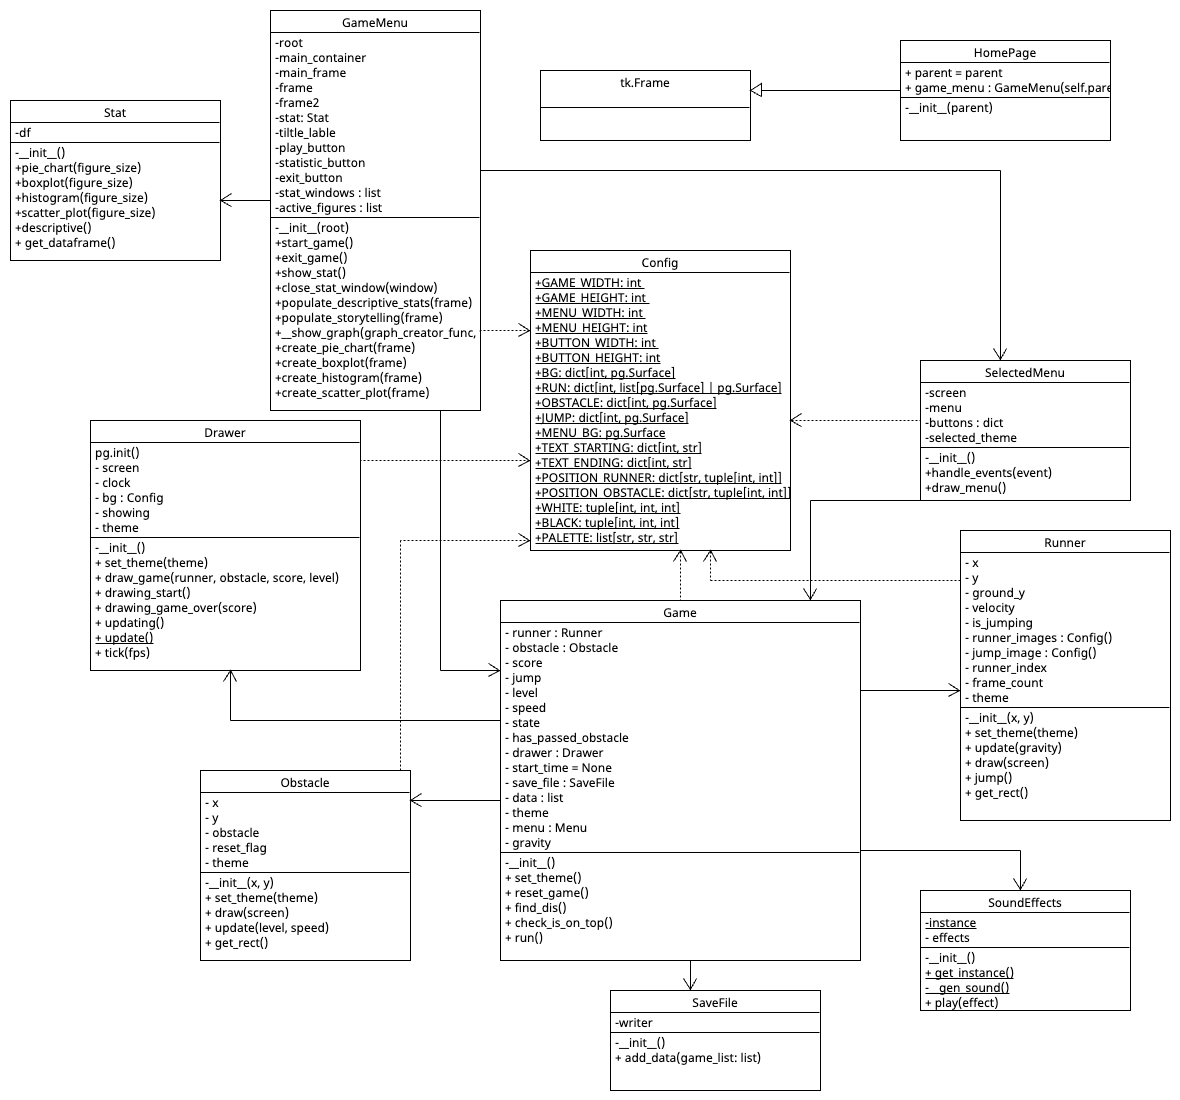 GameMenu
-root
-main_container
-main_frame
-frame
-frame2
-stat: Stat
-tiltle_lable
-play_button
-statistic_button
-exit_button
-stat_windows : list
-active_figures : list
-__init__(root)
+start_game()
+exit_game()
+show_stat()
+close_stat_window(window)
+populate_descriptive_stats(frame)
+populate_storytelling(frame)
+__show_graph(graph_creator_func,
+create_pie_chart(frame)
+create_boxplot(frame)
+create_histogram(frame)
+create_scatter_plot(frame)
tk.Frame
HomePage
+ parent = parent
+ game_menu : GameMenu(self.pare
-__init__(parent)
Stat
-df
-__init__()
+pie_chart(figure_size)
+boxplot(figure_size)
+histogram(figure_size)
+scatter_plot(figure_size)
+descriptive()
+ get_dataframe()
Config
+GAME_WIDTH: int
+GAME_HEIGHT: int
+MENU_WIDTH: int
+MENU_HEIGHT: int
+BUTTON_WIDTH: int
+BUTTON_HEIGHT: int
+BG: dict[int, pg.Surface]
+RUN: dict[int, list[pg.Surface] | pg.Surface]
+OBSTACLE: dict[int, pg.Surface]
+JUMP: dict[int, pg.Surface]
+MENU_BG: pg.Surface
+TEXT_STARTING: dict[int, str]
+TEXT_ENDING: dict[int, str]
+POSITION_RUNNER: dict[str, tuple[int, int]]
+POSITION_OBSTACLE: dict[str, tuple[int, int]]
+WHITE: tuple[int, int, int]
+BLACK: tuple[int, int, int]
+PALETTE: list[str, str, str]
SelectedMenu
-screen
-menu
-buttons : dict
-selected_theme
-__init__()
+handle_events(event)
+draw_menu()
Drawer
pg.init()
- screen
- clock
- bg : Config
- showing
- theme
-__init__()
+ set_theme(theme)
+ draw_game(runner, obstacle, score, level)
+ drawing_start()
+ drawing_game_over(score)
+ updating()
+ update()
+ tick(fps)
Runner
- x
- y
- ground_y
- velocity
- is_jumping
- runner_images : Config()
- jump_image : Config()
- runner_index
- frame_count
- theme
-__init__(x, y)
+ set_theme(theme)
+ update(gravity)
+ draw(screen)
+ jump()
+ get_rect()
Game
- runner : Runner
- obstacle : Obstacle
- score
- jump
- level
- speed
- state
- has_passed_obstacle
- drawer : Drawer
- start_time = None
- save_file : SaveFile
- data : list
- theme
- menu : Menu
- gravity
-__init__()
+ set_theme()
+ reset_game()
+ find_dis()
+ check_is_on_top()
+ run()
Obstacle
- x
- y
- obstacle
- reset_flag
- theme
-__init__(x, y)
+ set_theme(theme)
+ draw(screen)
+ update(level, speed)
+ get_rect()
SoundEffects
-instance
- effects
-__init__()
+ get_instance()
-__gen_sound()
+ play(effect)
SaveFile
-writer
-__init__()
+ add_data(game_list: list)